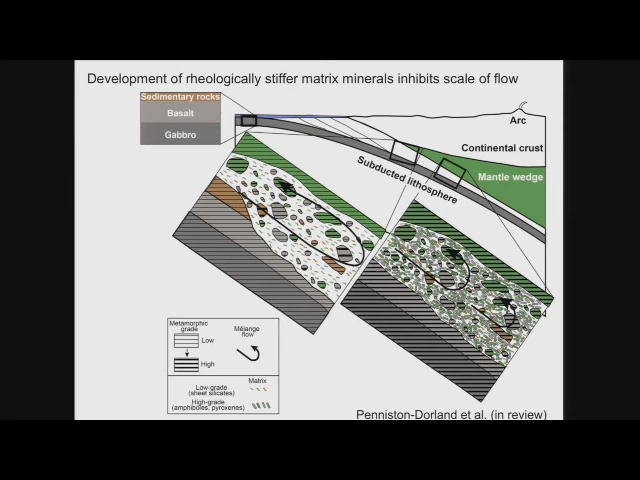 Development of rheologically stiffer matrix minerals inhibits scale of flow
Sedimentary rocks
Basalt
Gabbro
Arc
Continental crust
Mantle wedge
Subducted lithosphere
Metamorphic
grade
Low
High
Mélange
flow
Matrix
Low-grade
(sheet silicates)
High-grade
(amphiboles, pyroxenes)
Penniston-Dorland et al. (in review)